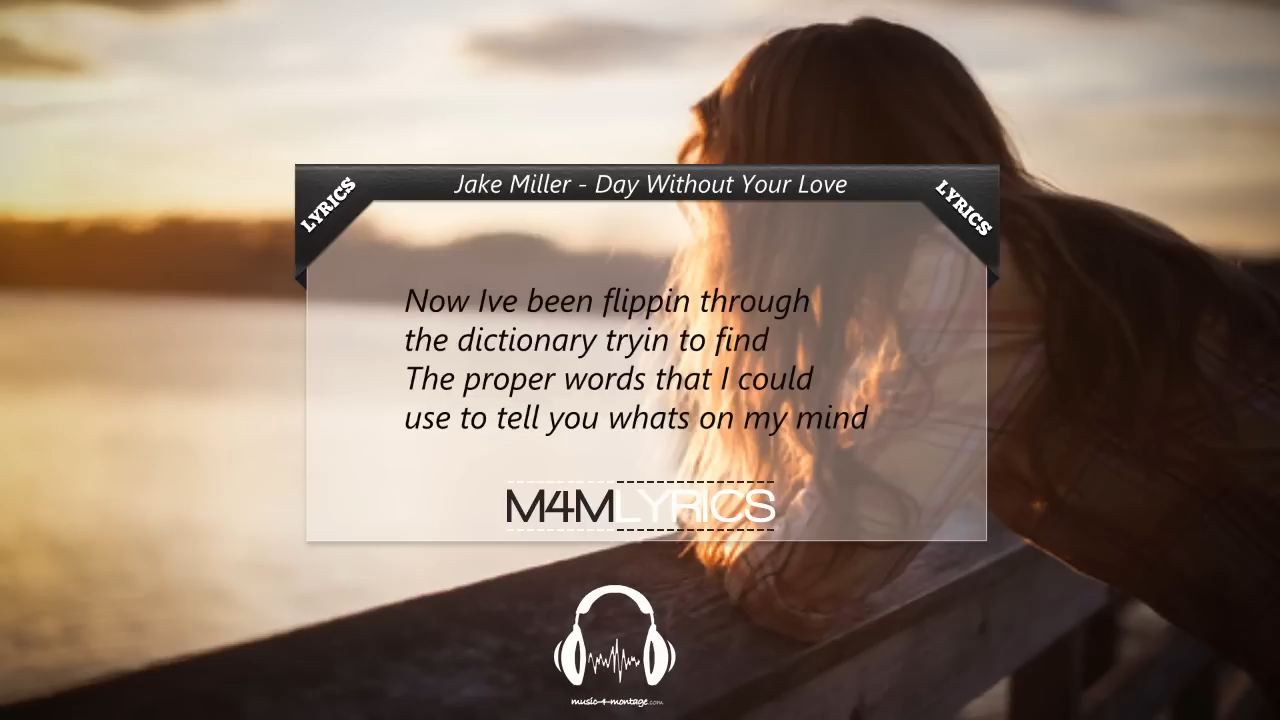 Jake Miller - Day Without Your Love
LYRICS
LYRICS
Now Ive been flippin through
the dictionary tryin to find
The proper words that I could
use to tell you whats on my mind
M4MLYRICS
music-4-montage.com